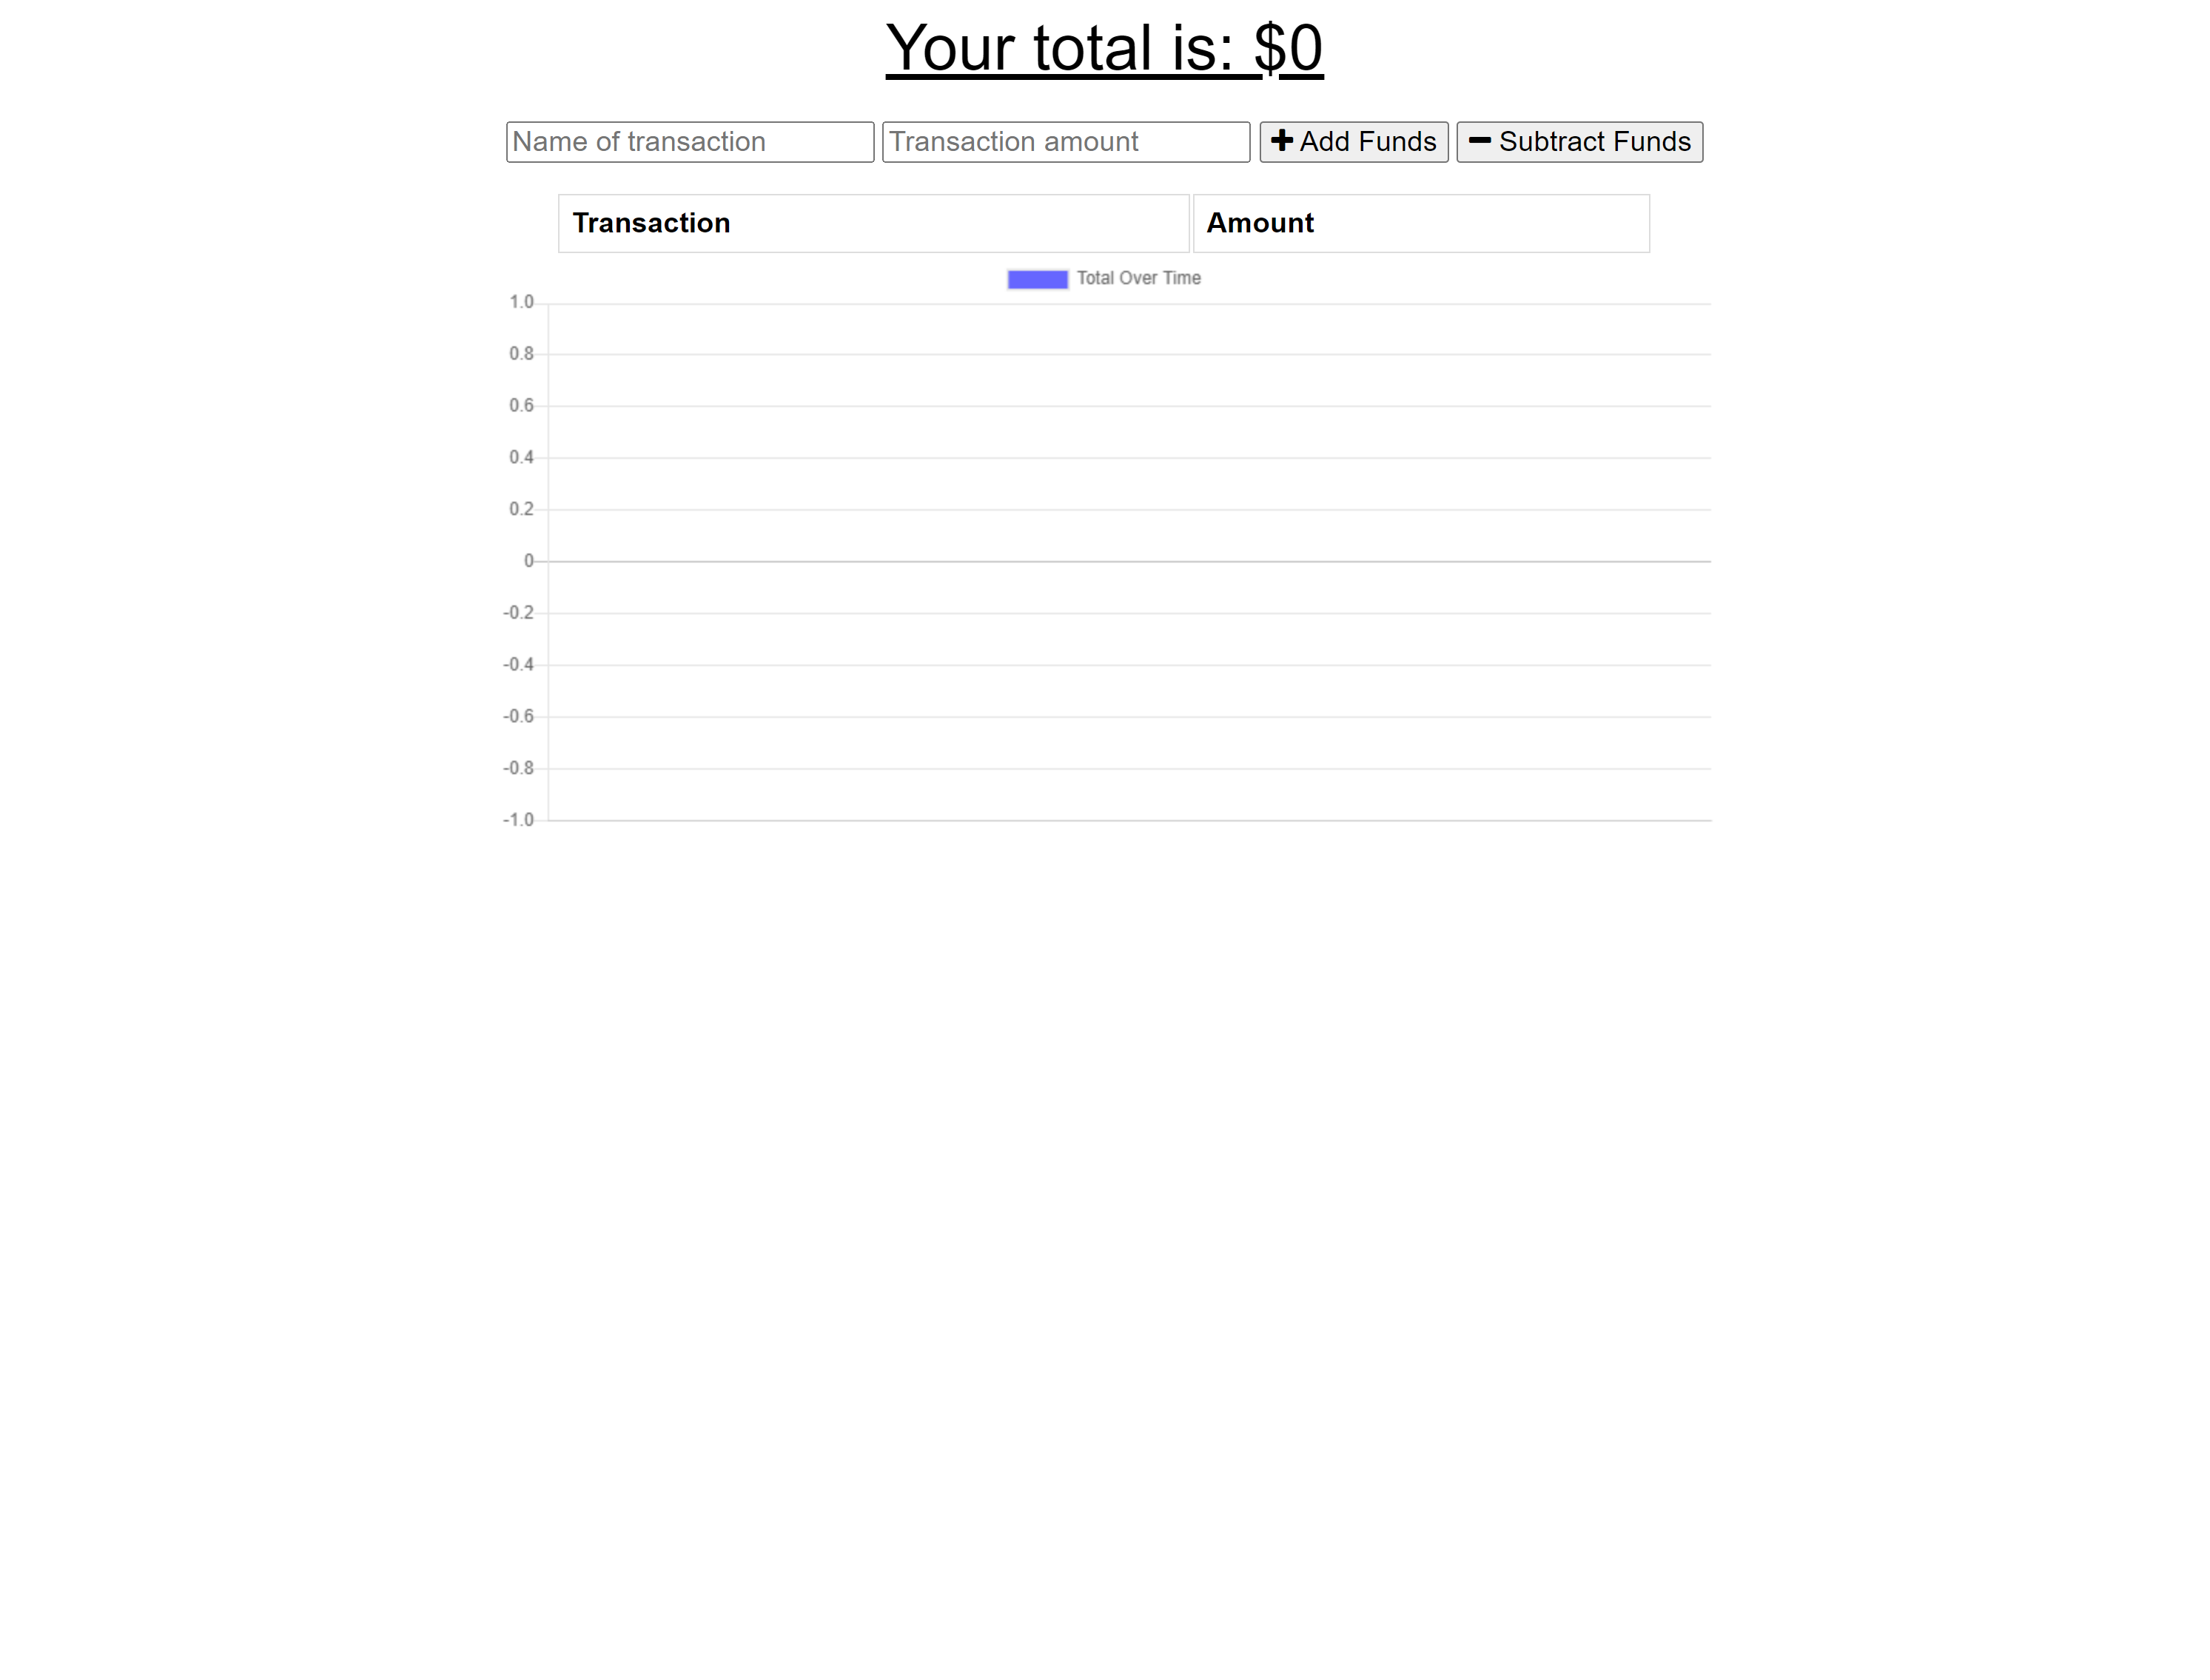 Your total is: $0
Name of transaction Transaction amount Add Funds Subtract Funds
Transaction Amount
Total Over Time
1.0
0.8
0.6
0.4
0.2
0
-0.2
-0.4
-0.6
-0.8
-1.0